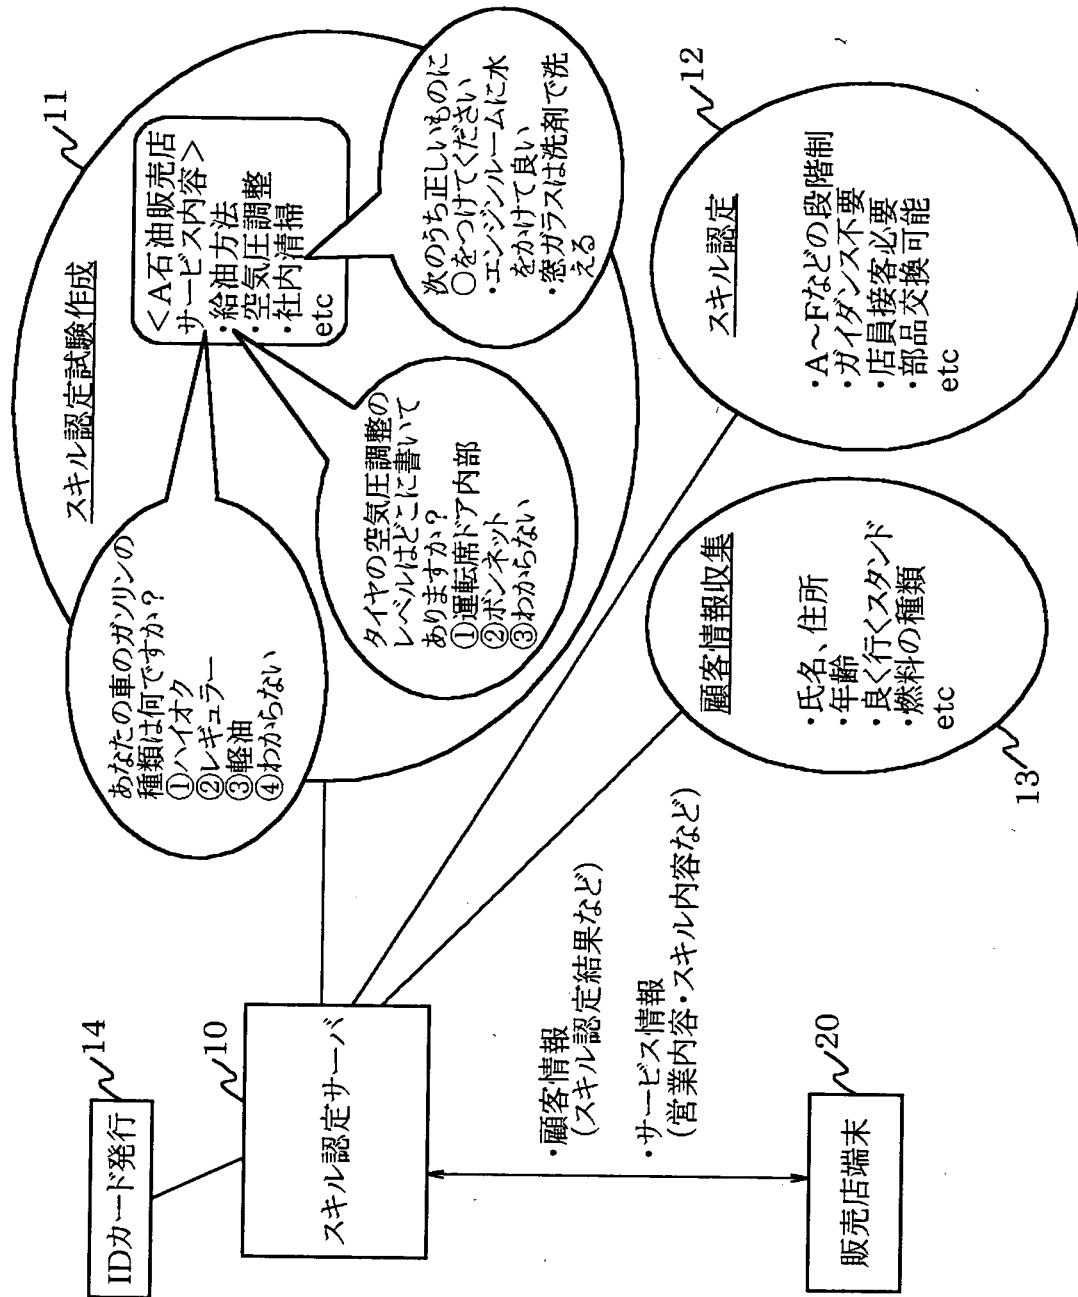 IDカード発行
14
スキル認定サーバ
10
・顧客情報
(スキル認定結果など)
・サービス情報
(営業内容・スキル内容など)
販売店端末
20
スキル認定試験作成
11
<A石油販売店
サービス内容>
・給油方法
・空気圧調整
・社内清掃
etc
あなたの車のガソリンの
種類は何ですか?
①ハイオク
②レギュラー
③軽油
④わからない
タイヤの空気圧調整の
レベルはどこに書いて
ありますか?
①運転席ドア内部
②ボンネット
③わからない
次のうち正しいものに
○をつけてください
・エンジンルームに水
をかけて良い
・窓ガラスは洗剤で洗
える
スキル認定
12
・A〜Fなどの段階制
・ガイダンス不要
・店員接客必要
・部品交換可能
etc
顧客情報収集
13
・氏名、住所
・年齢
・良く行くスタンド
・燃料の種類
etc